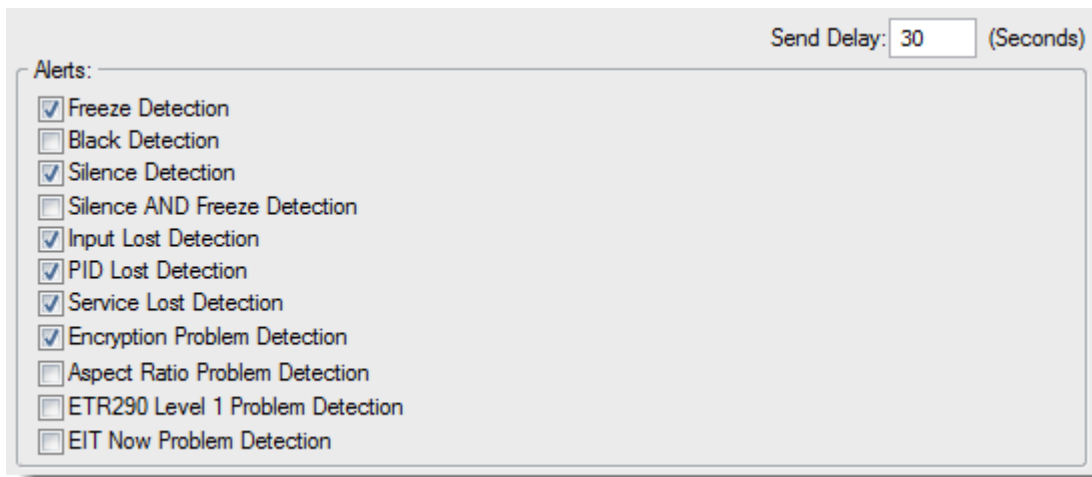 Send Delay: 30 (Seconds)
Alerts:
Freeze Detection
Black Detection
Silence Detection
Silence AND Freeze Detection
Input Lost Detection
PID Lost Detection
Service Lost Detection
Encryption Problem Detection
Aspect Ratio Problem Detection
ETR290 Level 1 Problem Detection
EIT Now Problem Detection